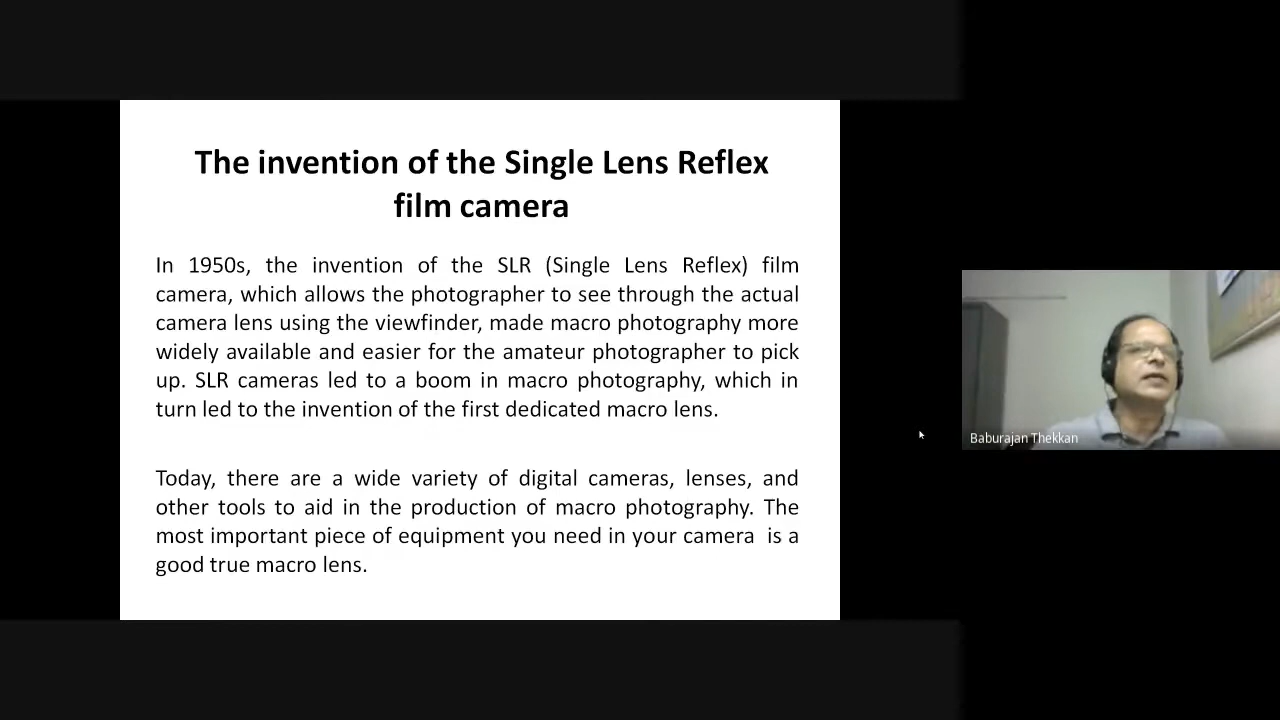 The invention of the Single Lens Reflex
film camera
In 1950s, the invention of the SLR (Single Lens Reflex) film
camera, which allows the photographer to see through the actual
camera lens using the viewfinder, made macro photography more
widely available and easier for the amateur photographer to pick
up. SLR cameras led to a boom in macro photography, which in
turn led to the invention of the first dedicated macro lens.
Today, there are a wide variety of digital cameras, lenses, and
other tools to aid in the production of macro photography. The
most important piece of equipment you need in your camera  is a
good true macro lens.
Baburajan Thekkan